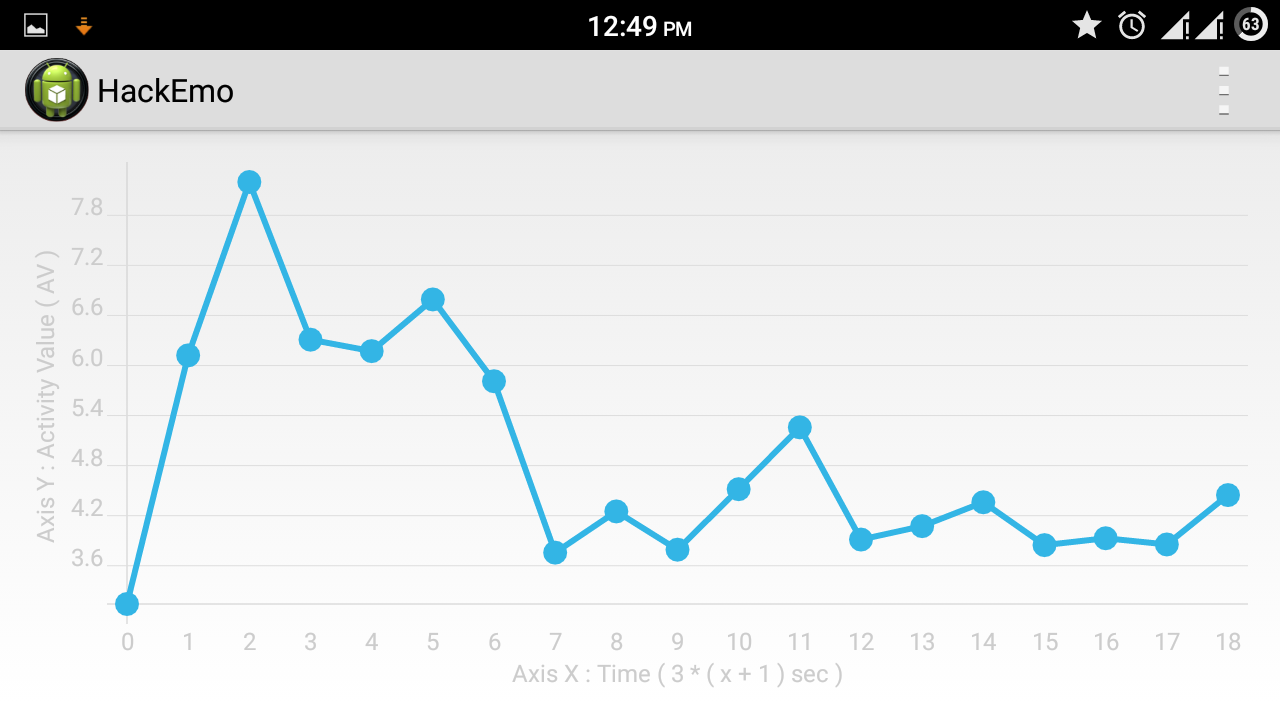 12:49 PM
63
HackEmo
Axis Y : Activity Value ( AV )
7.8
7.2
6.6
6.0
5.4
4.8
4.2
3.6
0 1 2 3 4 5 6 7 8 9 10 11 12 13 14 15 16 17 18
Axis X : Time ( 3 * ( x + 1 ) sec )